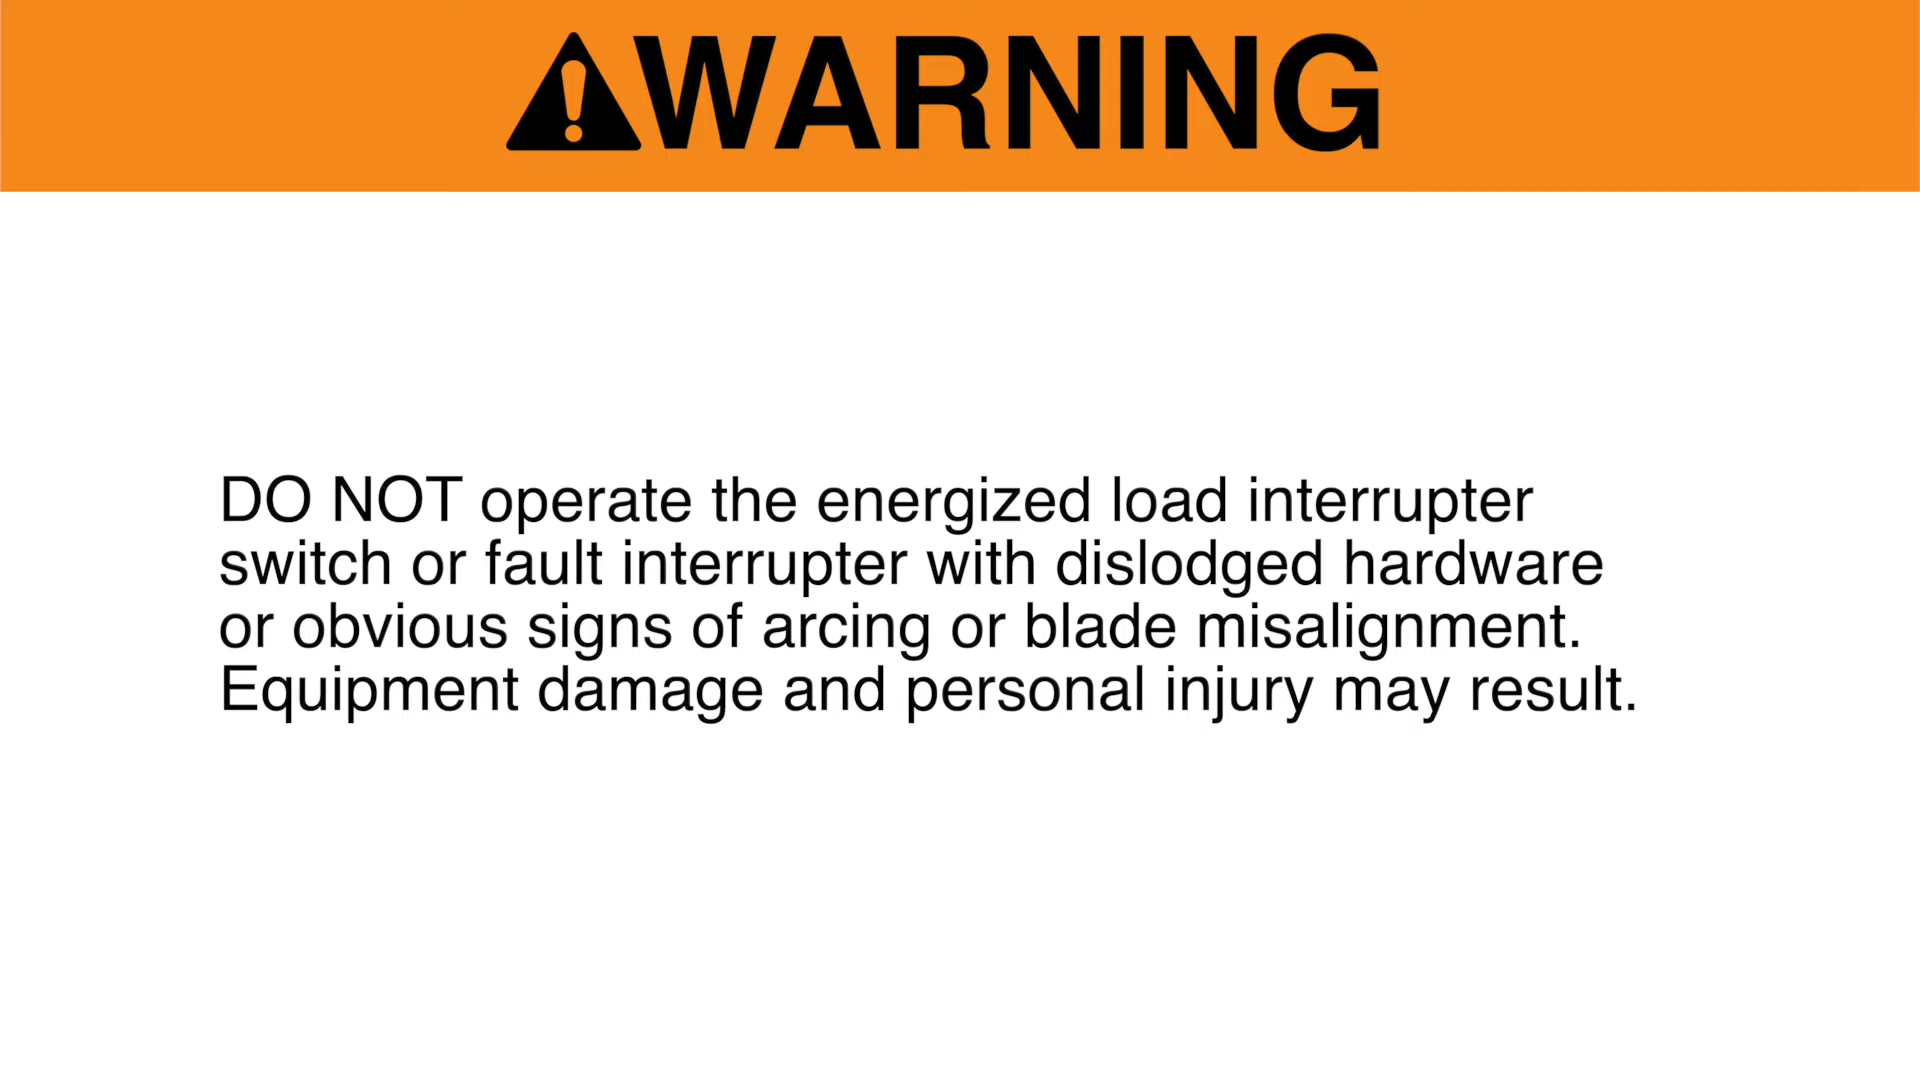 WARNING
DO NOT operate the energized load interrupter
switch or fault interrupter with dislodged hardware
or obvious signs of arcing or blade misalignment.
Equipment damage and personal injury may result.